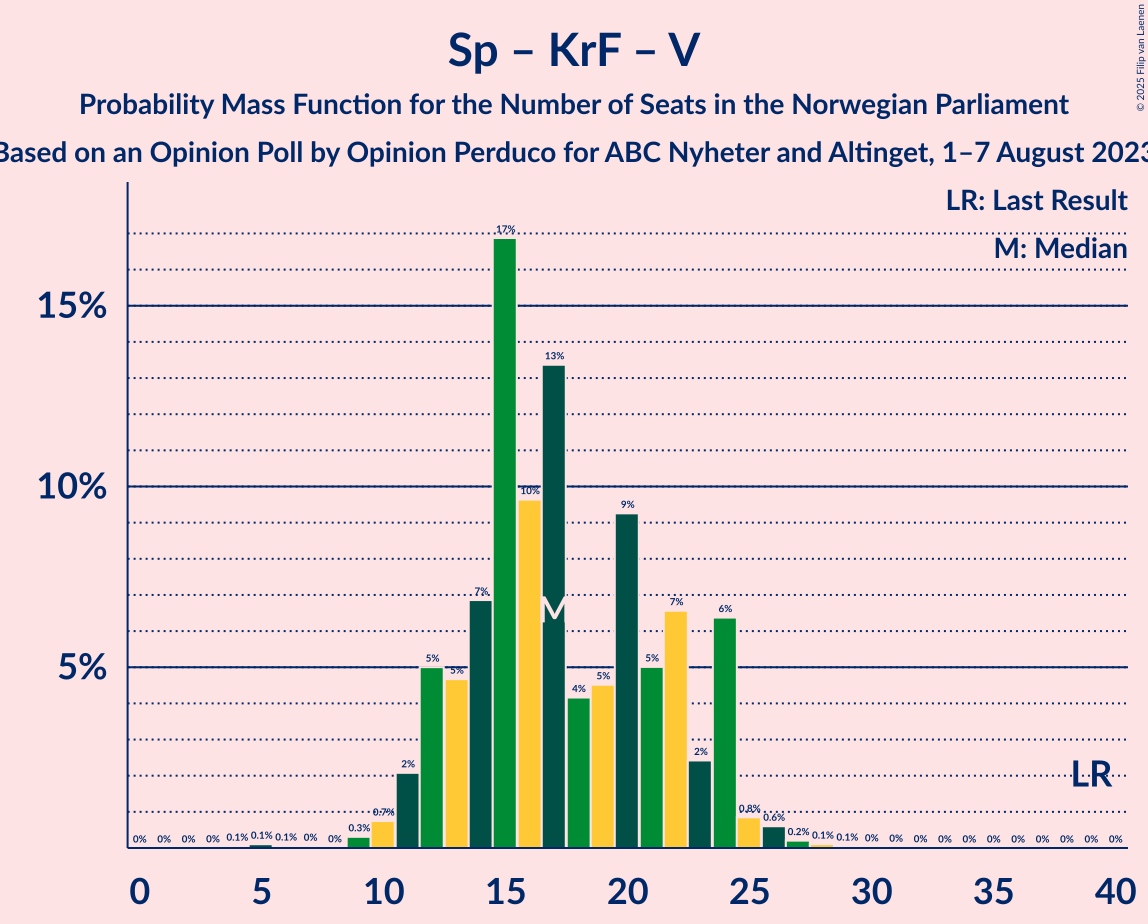 Sp – KrF – V
Probability Mass Function for the Number of Seats in the Norwegian Parliament
Based on an Opinion Poll by Opinion Perduco for ABC Nyheter and Altinget, 1–7 August 2023
© 2025 Filip van Laenen
LR: Last Result
M: Median
15%
10%
5%
0% 0% 0% 0% 0.1% 0.1% 0.1% 0% 0% 0.3% 0.7% 2% 5% 5% 7% 17% 10% 13% 4% 5% 9% 5% 7% 2% 6% 0.8% 0.6% 0.2% 0.1% 0.1% 0% 0% 0% 0% 0% 0% 0% 0% 0% 0% 0%
M
LR
0 5 10 15 20 25 30 35 40